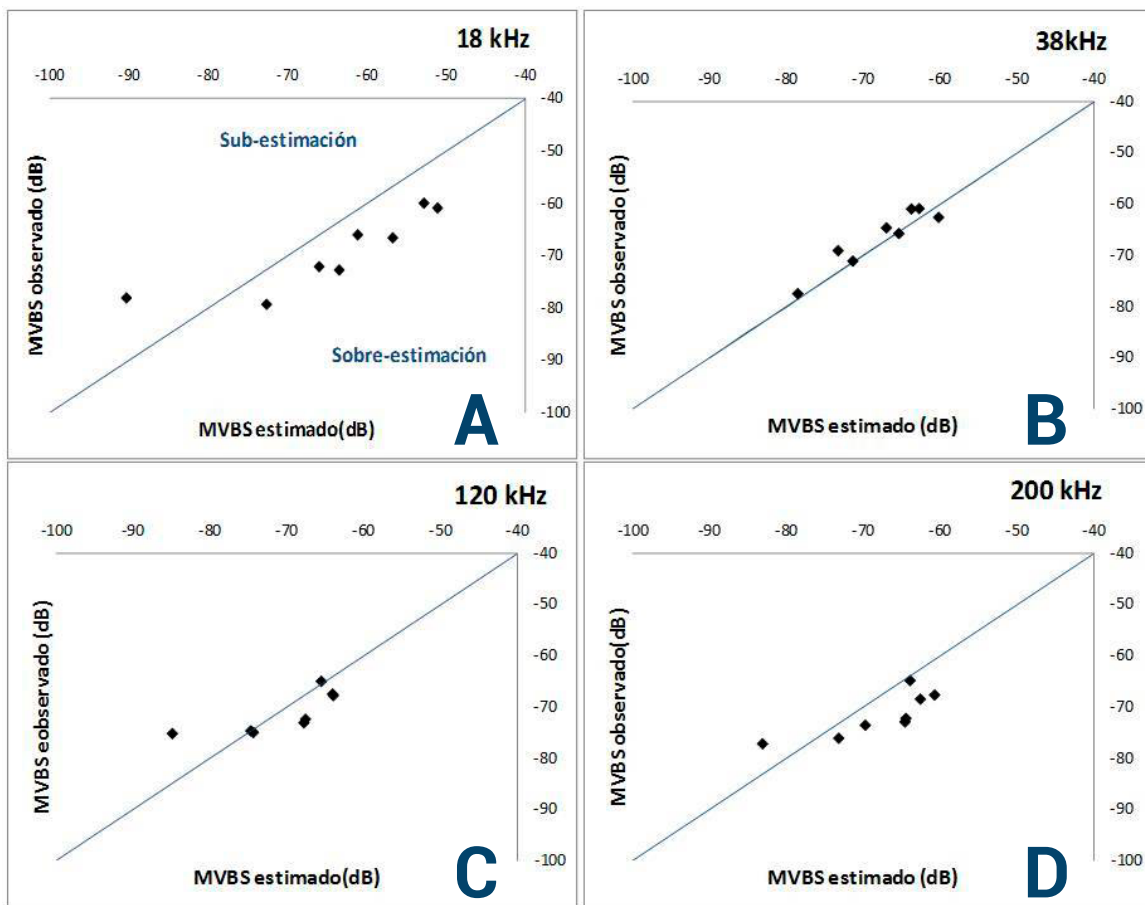 18 kHz
-100 -90 -80 -70 -60 -50 -40
-40
-50
-60
-70
-80
-90
-100
Sub-estimación
Sobre-estimación
MVBS observado (dB)
MVBS estimado(dB)
A
38kHz
-100 -90 -80 -70 -60 -50 -40
-40
-50
-60
-70
-80
-90
-100
MVBS observado (dB)
MVBS estimado (dB)
B
120 kHz
-100 -90 -80 -70 -60 -50 -40
-40
-50
-60
-70
-80
-90
-100
MVBS eobservado (dB)
MVBS estimado(dB)
C
200 kHz
-100 -90 -80 -70 -60 -50 -40
-40
-50
-60
-70
-80
-90
-100
MVBS observado(dB)
MVBS estimado (dB)
D